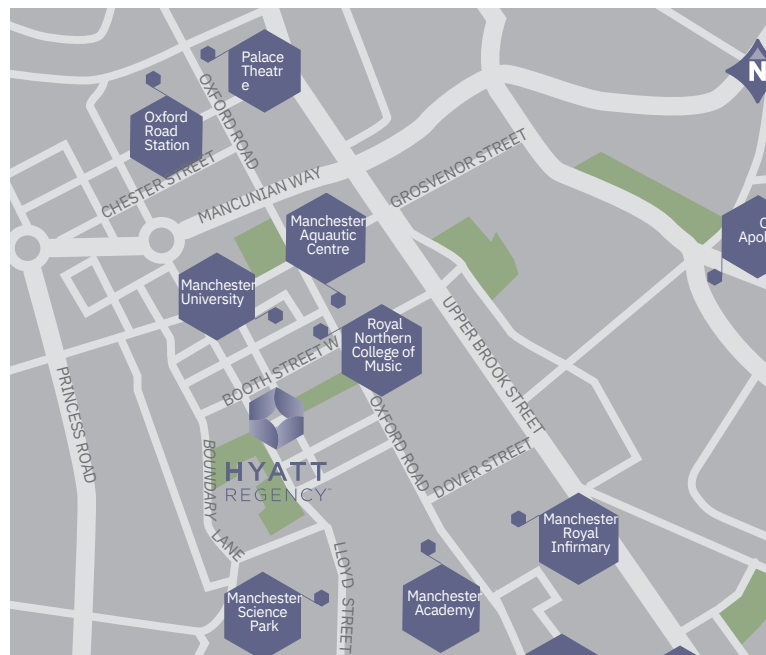 Palace
Theatr
e
OXFORD ROAD
N
Oxford
Road
Station
CHESTER STREET
MANCUNIAN WAY
GROSVENOR STREET
Manchester
Aquautic
Centre
Manchester
University
Royal
Northern
College of
Music
BOOTH STREET W
UPPER BROOK STREET
PRINCESS ROAD
OXFORD ROAD
BOUNDARY LANE
HYATT
REGENCY™
DOVER STREET
Manchester
Royal
Infirmary
LLOYD STREET
Manchester
Science
Park
Manchester
Academy